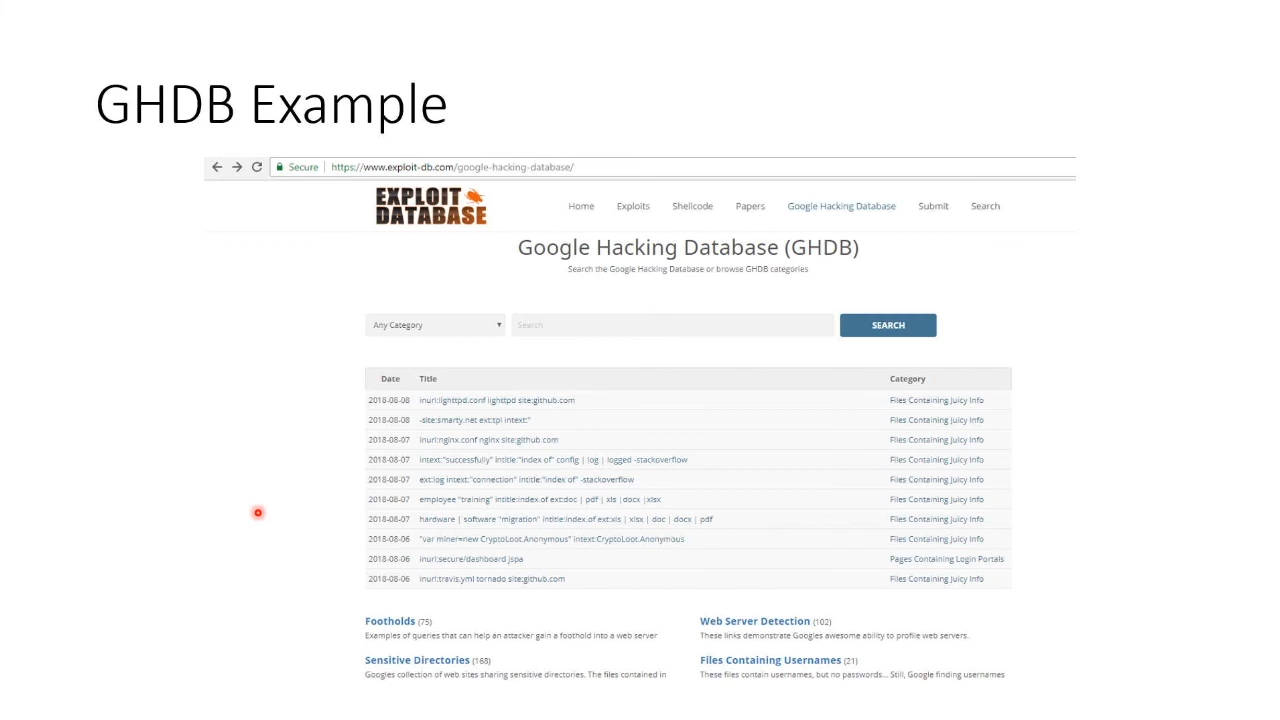 GHDB Example
Secure | https://www.exploit-db.com/google-hacking-database/
EXPLOIT DATABASE
Home Exploits Shellcode Papers Google Hacking Database Submit Search
Google Hacking Database (GHDB)
Search the Google Hacking Database or browse GHDB categories
Any Category Search SEARCH
Date Title Category
2018-08-08 inurl:lighttpd.conf lighttpd site:github.com Files Containing Juicy Info
2018-08-08 -site:smarty.net ext:tpl intext:" Files Containing Juicy Info
2018-08-07 inurl:nginx.conf nginx site:github.com Files Containing Juicy Info
2018-08-07 intext:"successfully" intitle:"index of" config | log | logged -stackoverflow Files Containing Juicy Info
2018-08-07 ext:log intext:"connection" intitle:"index of" -stackoverflow Files Containing Juicy Info
2018-08-07 employee "training" intitle:index.of ext:doc | pdf | xls |docx |xlsx Files Containing Juicy Info
2018-08-07 hardware | software "migration" intitle:index.of ext:xls | xlsx | doc | docx | pdf Files Containing Juicy Info
2018-08-06 "var miner=new CryptoLoot.Anonymous" intext:CryptoLoot.Anonymous Files Containing Juicy Info
2018-08-06 inurl:secure/dashboard jspa Pages Containing Login Portals
2018-08-06 inurl:travis.yml tornado site:github.com Files Containing Juicy Info
Footholds (75)
Examples of queries that can help an attacker gain a foothold into a web server
Web Server Detection (102)
These links demonstrate Googles awesome ability to profile web servers.
Sensitive Directories (168)
Googles collection of web sites sharing sensitive directories. The files contained in
Files Containing Usernames (21)
These files contain usernames, but no passwords... Still, Google finding usernames